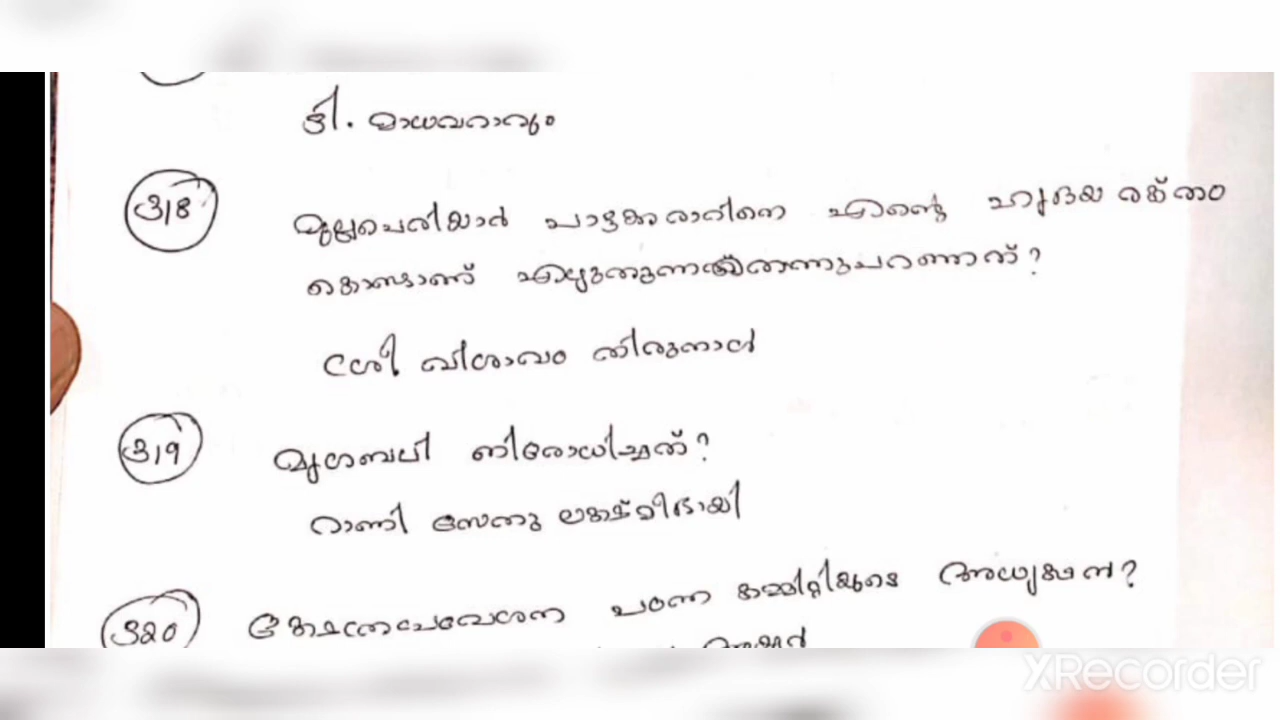 ടി. മാധവറാവും
318
മുല്ലപെരിയാർ പാട്ടക്കരാറിനെ എന്റെ ഹൃദയ രക്തം
കൊണ്ടാണ് എഴുതുന്നതെന്നുപറഞ്ഞത്?
ശ്രീ വിശാഖം തിരുനാൾ
319
മൃഗബലി നിരോധിച്ചത്?
റാണി സേതു ലക്ഷ്മിഭായി
320
ക്ഷേത്രപ്രവേശന പഠന കമ്മിറ്റിയുടെ അധ്യക്ഷൻ?
XRecorder